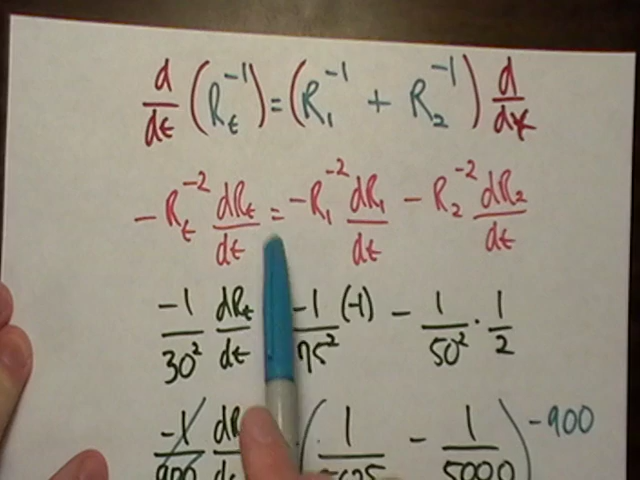 d/dt (R_t^-1) = (R_1^-1 + R_2^-1) d/dt
-R_t^-2 dR_t/dt = -R_1^-2 dR_1/dt - R_2^-2 dR_2/dt
-1/30^2 dR_t/dt -1/75^2 (-1) - 1/50^2 · 1/2
-1/900 dR ( 1/ - 1/5000 ) -900